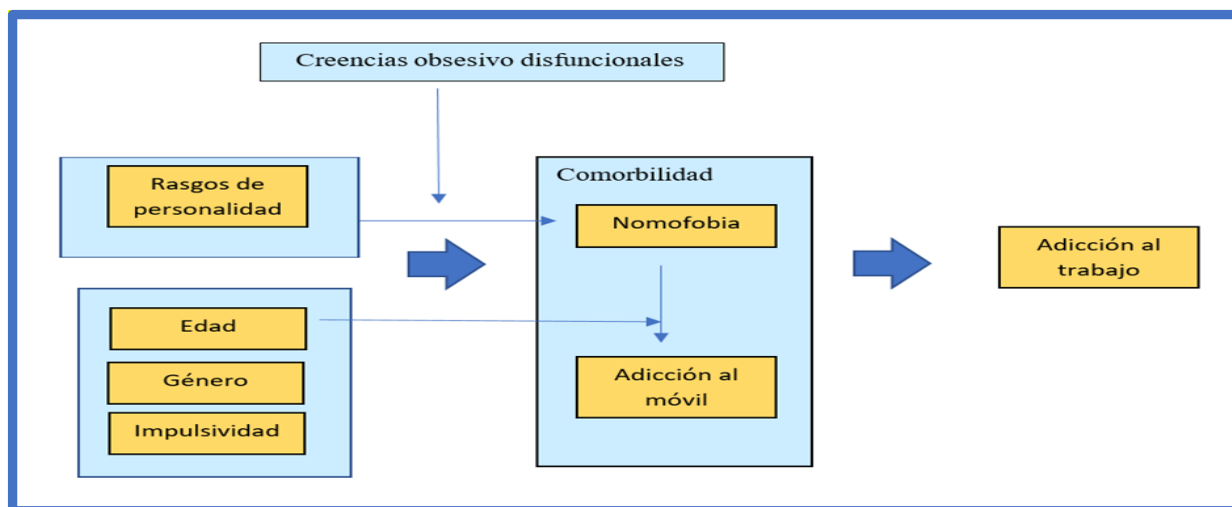 Creencias obsesivo disfuncionales
Rasgos de
personalidad
Comorbilidad
Nomofobia
Adicción al
trabajo
Edad
Género
Impulsividad
Adicción al
móvil